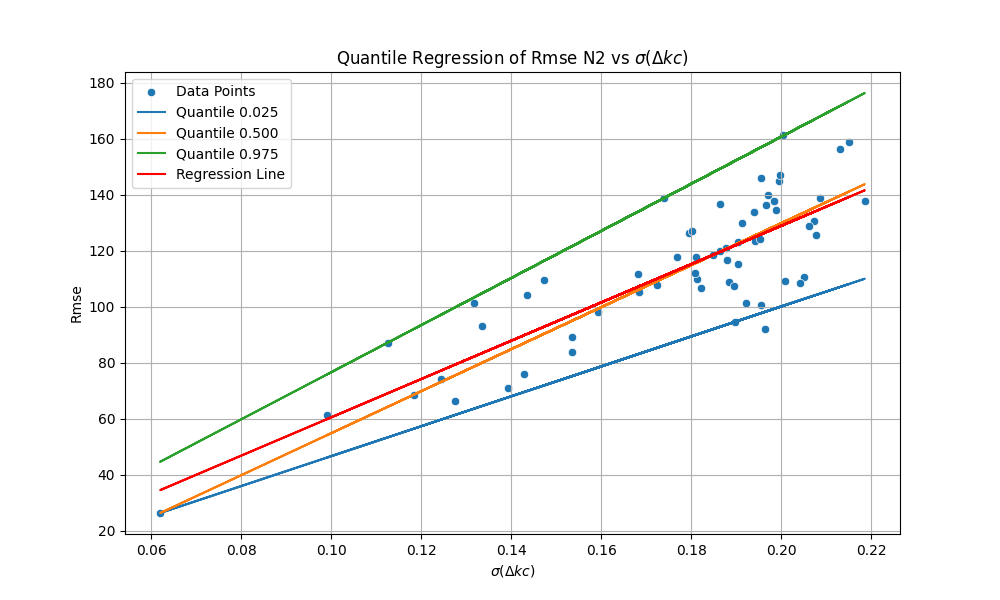 Quantile Regression of Rmse N2 vs σ(Δkc)
Data Points
Quantile 0.025
Quantile 0.500
Quantile 0.975
Regression Line
Rmse
180
160
140
120
100
80
60
40
20
0.06 0.08 0.10 0.12 0.14 0.16 0.18 0.20 0.22
σ(Δkc)